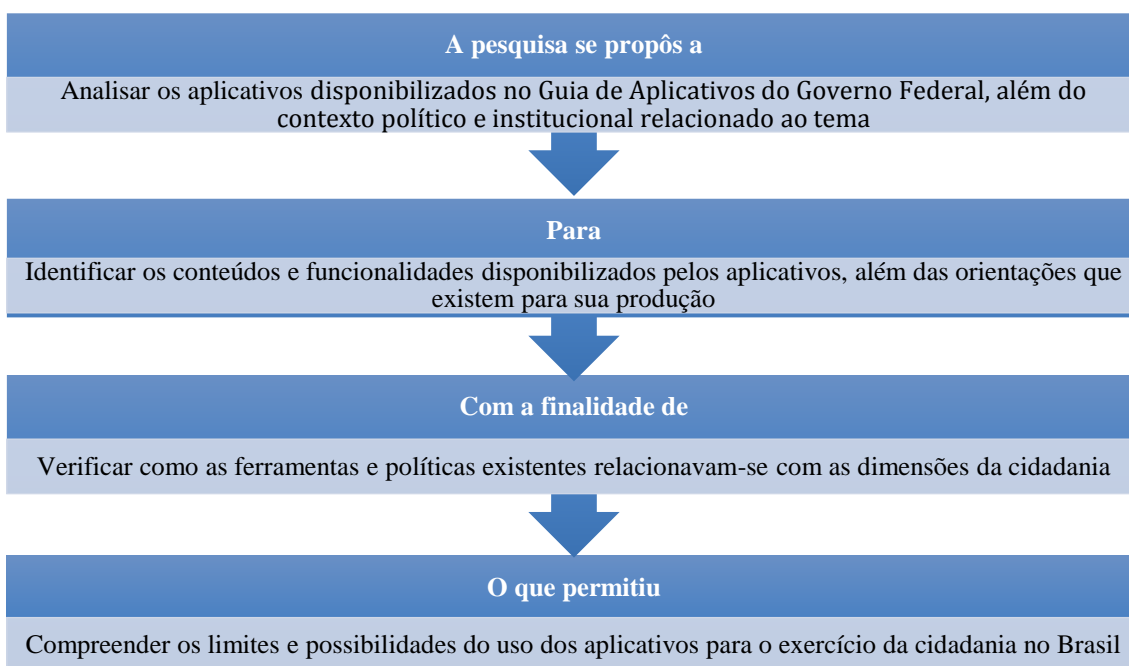 A pesquisa se propôs a
Analisar os aplicativos disponibilizados no Guia de Aplicativos do Governo Federal, além do
contexto político e institucional relacionado ao tema
Para
Identificar os conteúdos e funcionalidades disponibilizados pelos aplicativos, além das orientações que
existem para sua produção
Com a finalidade de
Verificar como as ferramentas e políticas existentes relacionavam-se com as dimensões da cidadania
O que permitiu
Compreender os limites e possibilidades do uso dos aplicativos para o exercício da cidadania no Brasil